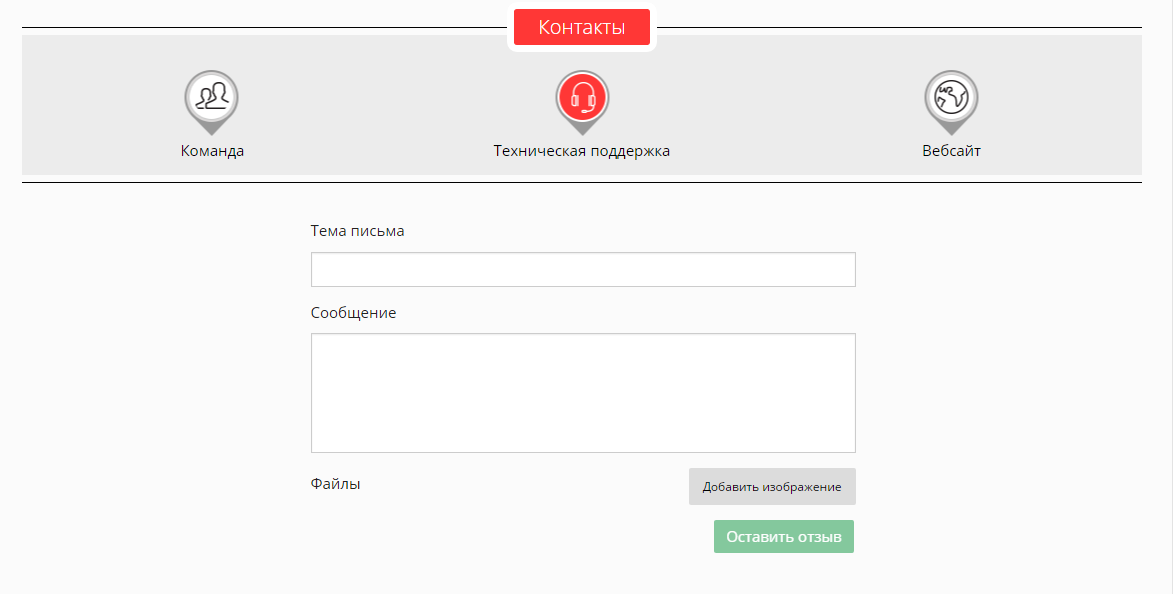 Контакты
Команда
Техническая поддержка
Вебсайт
Тема письма
Сообщение
Файлы
Добавить изображение
Оставить отзыв